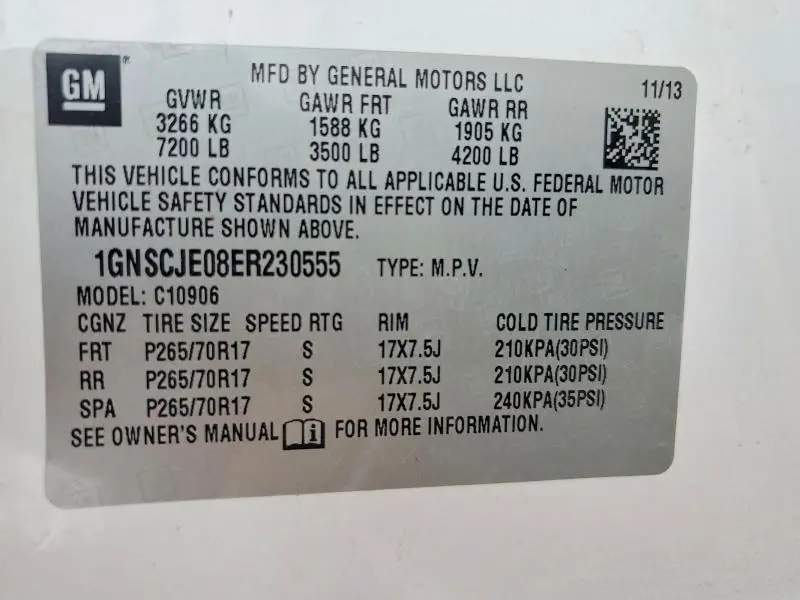 GM®
MFD BY GENERAL MOTORS LLC 11/13
GVWR GAWR FRT GAWR RR
3266 KG 1588 KG 1905 KG
7200 LB 3500 LB 4200 LB
THIS VEHICLE CONFORMS TO ALL APPLICABLE U.S. FEDERAL MOTOR
VEHICLE SAFETY STANDARDS IN EFFECT ON THE DATE OF
MANUFACTURE SHOWN ABOVE.
1GNSCJE08ER230555 TYPE: M.P.V.
MODEL: C10906
CGNZ TIRE SIZE SPEED RTG RIM COLD TIRE PRESSURE
FRT P265/70R17 S 17X7.5J 210KPA(30PSI)
RR P265/70R17 S 17X7.5J 210KPA(30PSI)
SPA P265/70R17 S 17X7.5J 240KPA(35PSI)
SEE OWNER'S MANUAL i FOR MORE INFORMATION.